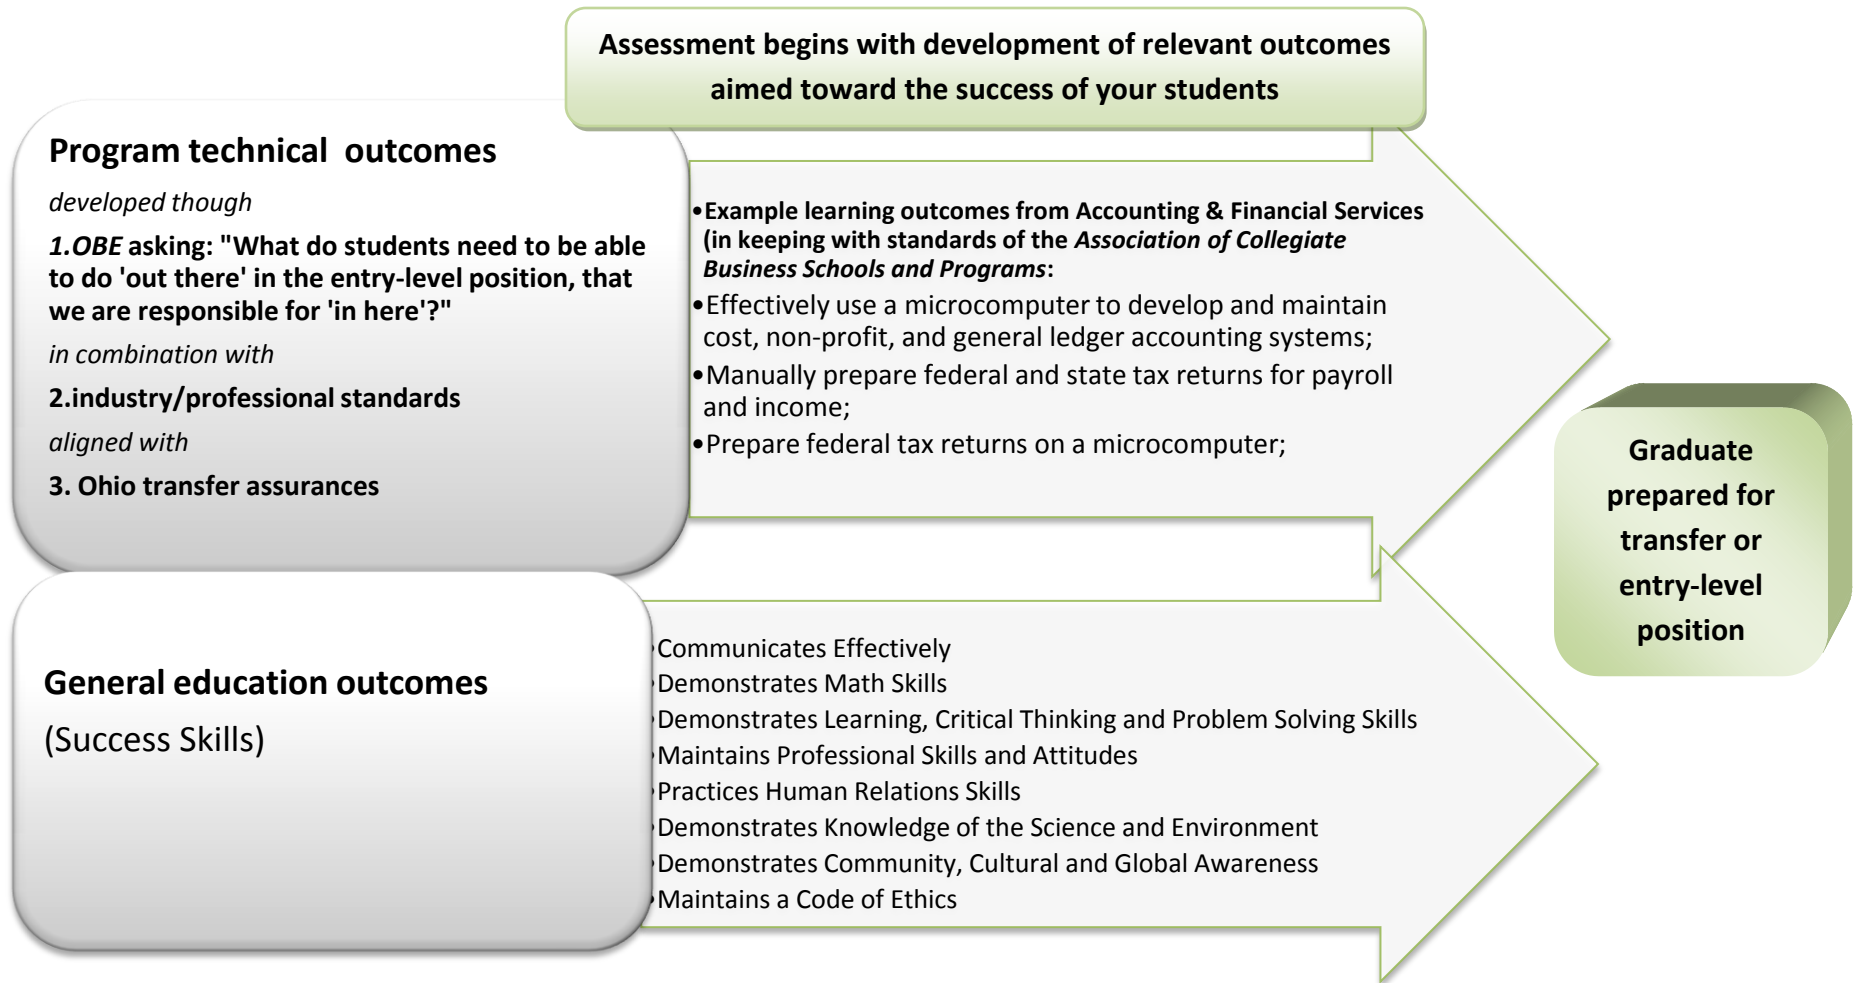 Assessment begins with development of relevant outcomes
aimed toward the success of your students
Program technical  outcomes
developed though
1.OBE asking: "What do students need to be able
to do 'out there' in the entry-level position, that
we are responsible for 'in here'?"
in combination with
2.industry/professional standards
aligned with
3. Ohio transfer assurances
•Example learning outcomes from Accounting & Financial Services
(in keeping with standards of the Association of Collegiate
Business Schools and Programs:
•Effectively use a microcomputer to develop and maintain
cost, non-profit, and general ledger accounting systems;
•Manually prepare federal and state tax returns for payroll
and income;
•Prepare federal tax returns on a microcomputer;
General education outcomes
(Success Skills)
•Communicates Effectively
•Demonstrates Math Skills
•Demonstrates Learning, Critical Thinking and Problem Solving Skills
•Maintains Professional Skills and Attitudes
•Practices Human Relations Skills
•Demonstrates Knowledge of the Science and Environment
•Demonstrates Community, Cultural and Global Awareness
•Maintains a Code of Ethics
Graduate
prepared for
transfer or
entry-level
position